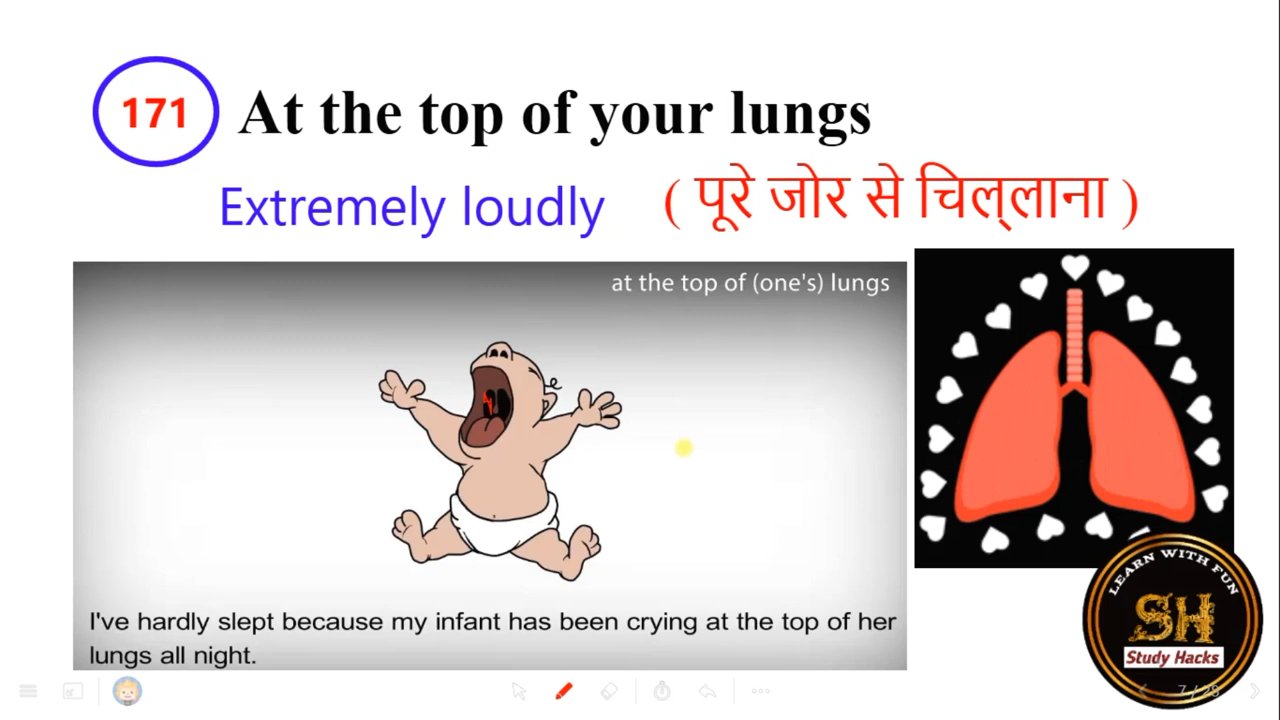 171 At the top of your lungs
Extremely loudly ( पूरे जोर से चिल्लाना )
at the top of (one's) lungs
I've hardly slept because my infant has been crying at the top of her
lungs all night.
LEARN WITH FUN
SH
Study Hacks
7 / 28